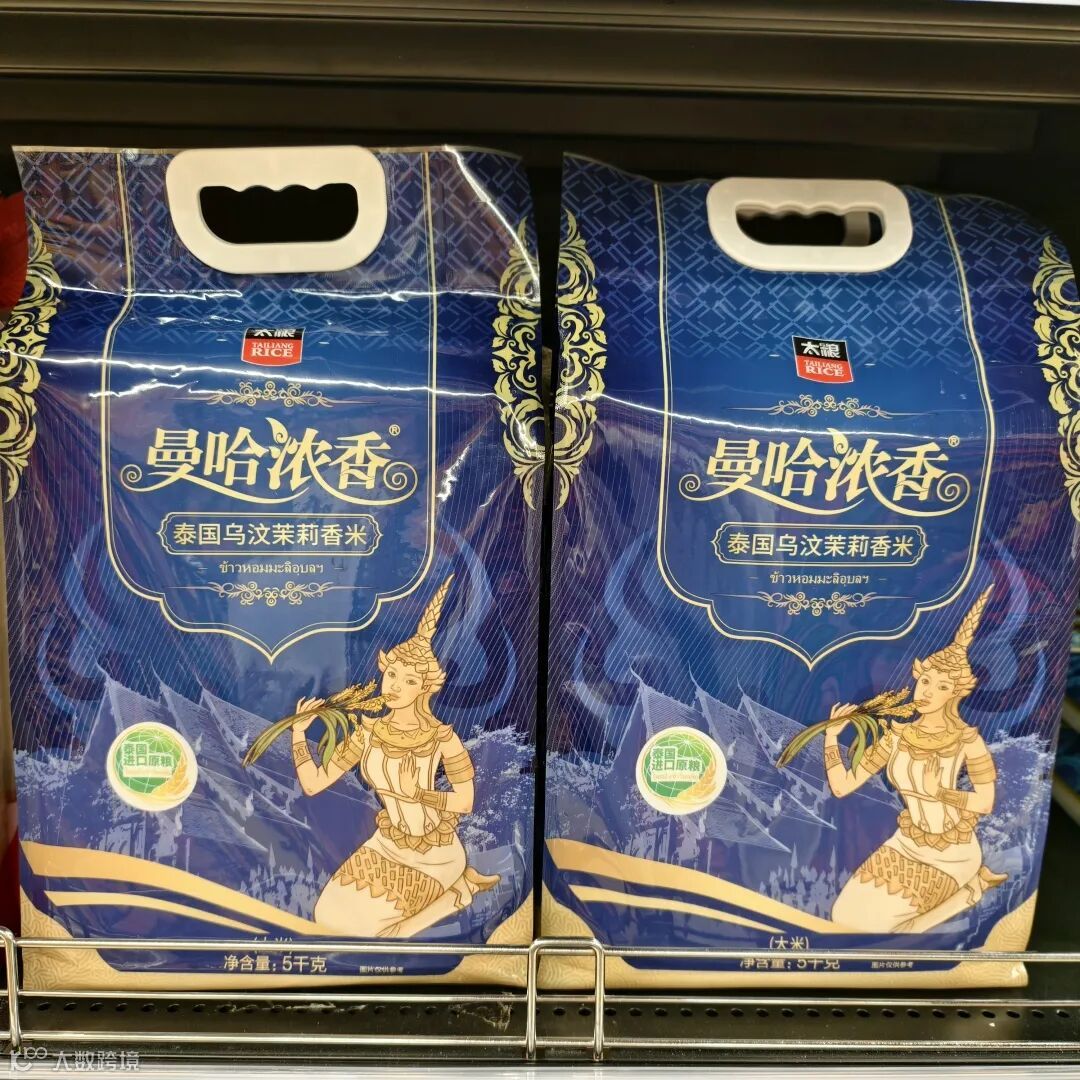 太粮
TAILIANG
RICE
曼哈浓香®
泰国乌汶茉莉香米
ข้าวหอมมะลิอุบลฯ
泰国
进口原粮
(大米)
净含量:5千克
图片仅供参考
太粮
TAILIANG
RICE
曼哈浓香®
泰国乌汶茉莉香米
ข้าวหอมมะลิอุบลฯ
泰国
进口原粮
(大米)
净含量:5千克
图片仅供参考
大数跨境